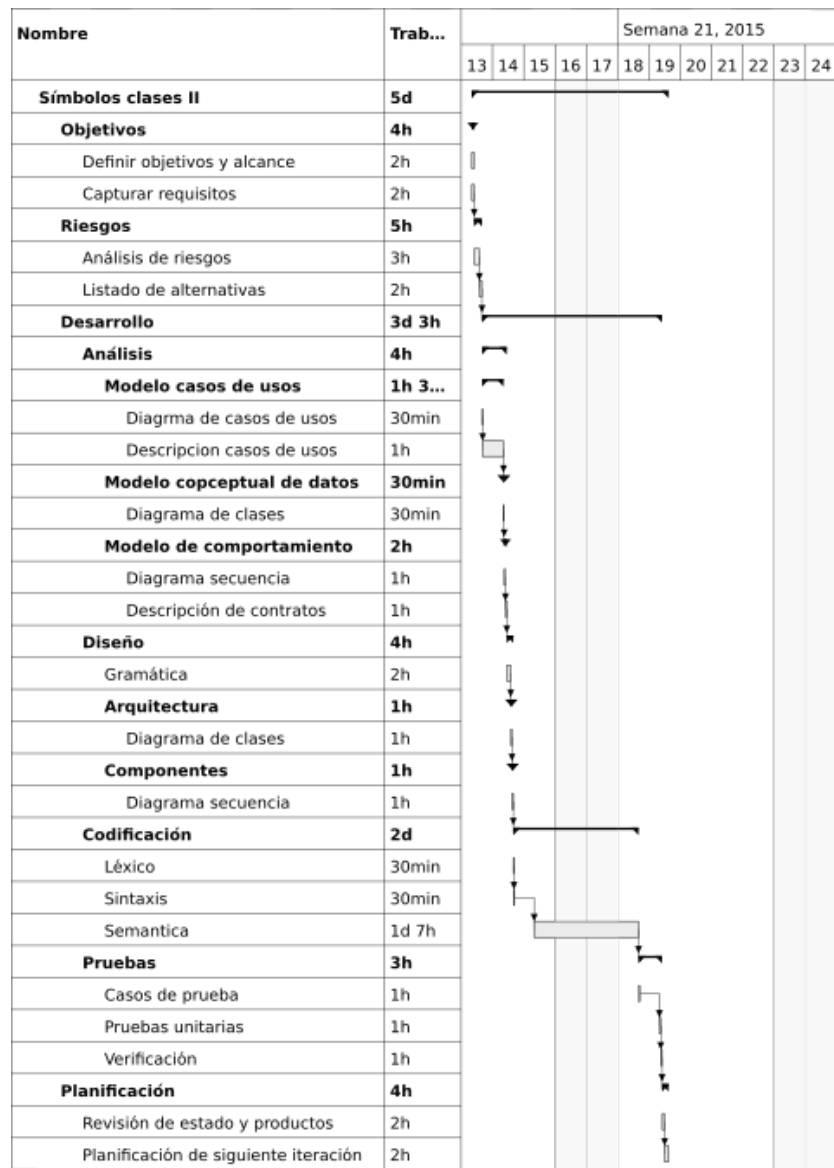 Nombre Trab... Semana 21, 2015
13 14 15 16 17 18 19 20 21 22 23 24
Símbolos clases II 5d
Objetivos 4h
Definir objetivos y alcance 2h
Capturar requisitos 2h
Riesgos 5h
Análisis de riesgos 3h
Listado de alternativas 2h
Desarrollo 3d 3h
Análisis 4h
Modelo casos de usos 1h 3...
Diagrma de casos de usos 30min
Descripcion casos de usos 1h
Modelo copceptual de datos 30min
Diagrama de clases 30min
Modelo de comportamiento 2h
Diagrama secuencia 1h
Descripción de contratos 1h
Diseño 4h
Gramática 2h
Arquitectura 1h
Diagrama de clases 1h
Componentes 1h
Diagrama secuencia 1h
Codificación 2d
Léxico 30min
Sintaxis 30min
Semantica 1d 7h
Pruebas 3h
Casos de prueba 1h
Pruebas unitarias 1h
Verificación 1h
Planificación 4h
Revisión de estado y productos 2h
Planificación de siguiente iteración 2h